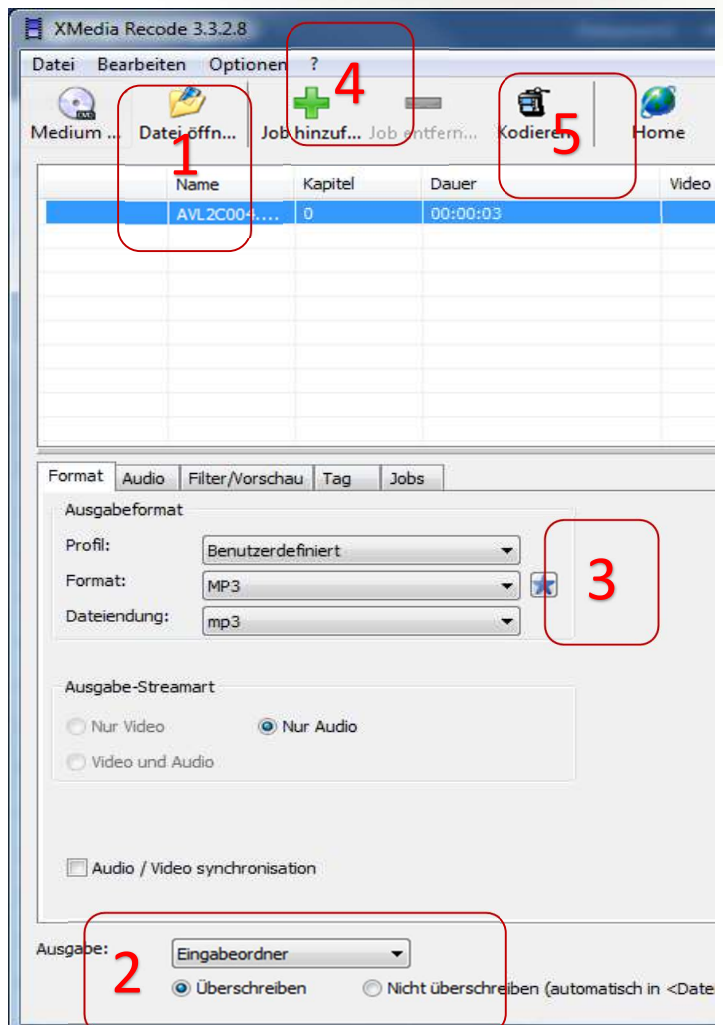 XMedia Recode 3.3.2.8
Datei Bearbeiten Optionen ?
4
Medium ... Datei öffn... Job hinzuf... Job entfern... Kodieren Home
1
5
Name Kapitel Dauer Video
AVL2C004.... 0 00:00:03
Format Audio Filter/Vorschau Tag Jobs
Ausgabeformat
Profil: Benutzerdefiniert
Format: MP3
3
Dateiendung: mp3
Ausgabe-Streamart
Nur Video Nur Audio
Video und Audio
Audio / Video synchronisation
Ausgabe: Eingabeordner
2
Überschreiben Nicht überschreiben (automatisch in <Date